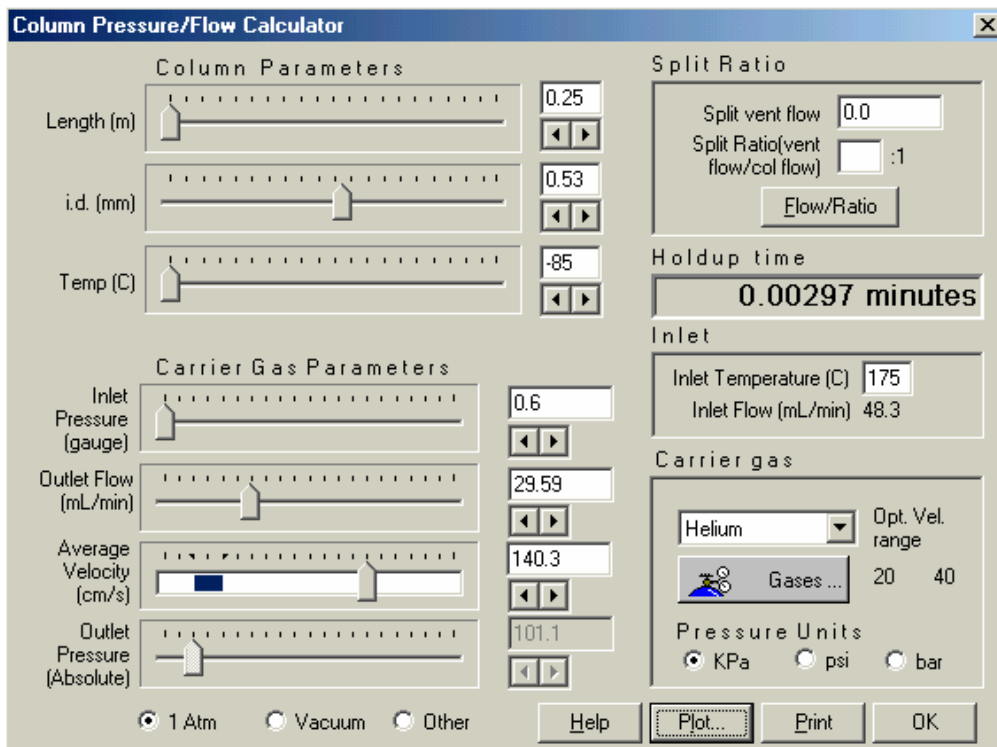 Column Pressure/Flow Calculator
Column Parameters
Length (m)
0.25
i.d. (mm)
0.53
Temp (C)
-85
Carrier Gas Parameters
Inlet
Pressure
(gauge)
0.6
Outlet Flow
(mL/min)
29.59
Average
Velocity
(cm/s)
140.3
Outlet
Pressure
(Absolute)
101.1
1 Atm
Vacuum
Other
Split Ratio
Split vent flow
0.0
Split Ratio(vent
flow/col flow)
:1
Flow/Ratio
Holdup time
0.00297 minutes
Inlet
Inlet Temperature (C)
175
Inlet Flow (mL/min) 48.3
Carrier gas
Helium
Opt. Vel.
range
Gases ...
20 40
Pressure Units
KPa
psi
bar
Help
Plot...
Print
OK